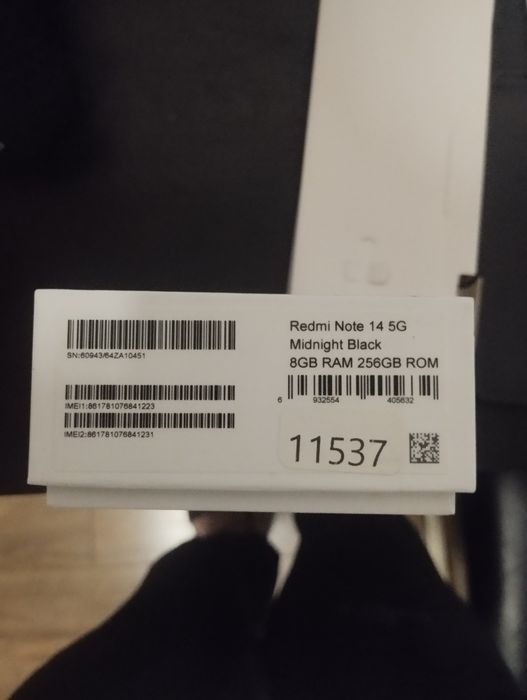 SN:60943/64ZA10451
IMEI1:861781076841223
IMEI2:861781076841231
Redmi Note 14 5G
Midnight Black
8GB RAM 256GB ROM
6 932554 405632
11537